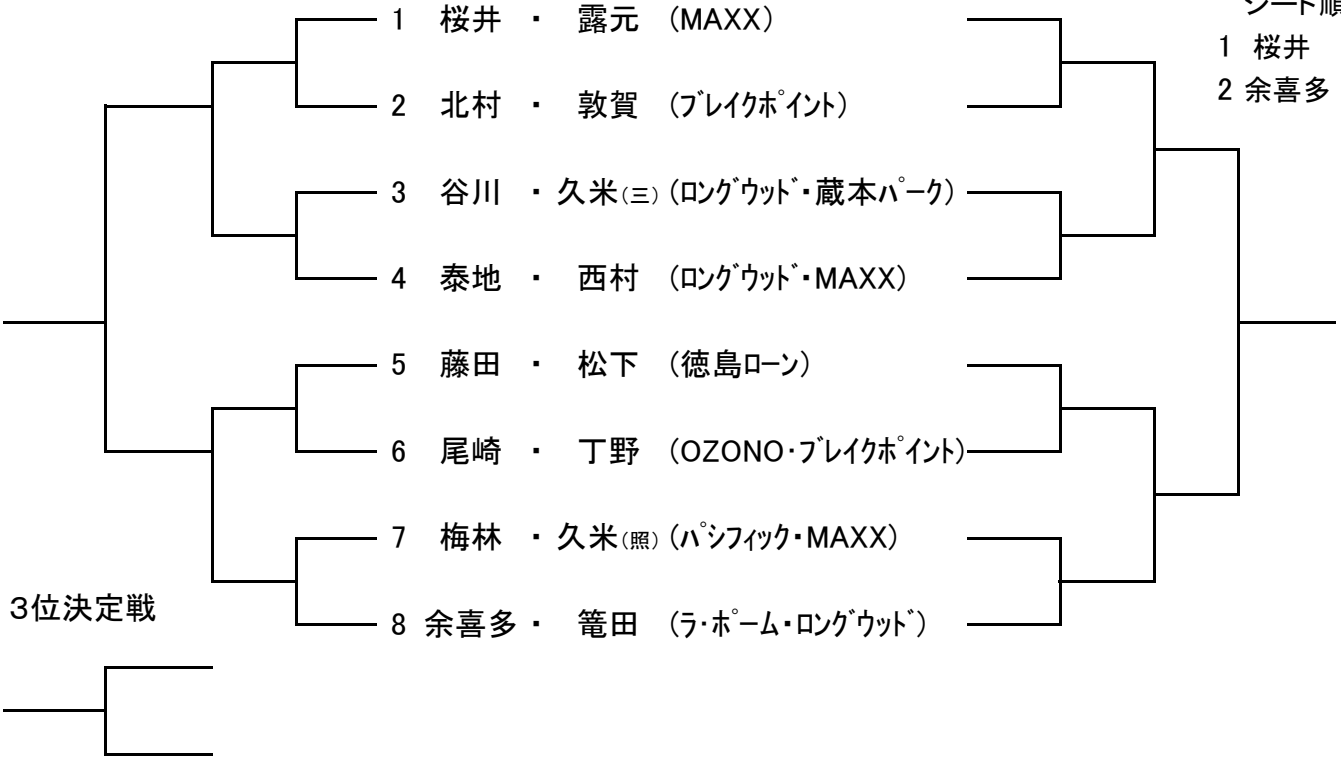 シード順
1 桜井
2 余喜多
1 桜井 ・ 露元 (MAXX)
2 北村 ・ 敦賀 (ﾌﾞﾚｲｸﾎﾟｲﾝﾄ)
3 谷川 ・ 久米(三) (ﾛﾝｸﾞｳｯﾄﾞ・蔵本ﾊﾟｰｸ)
4 泰地 ・ 西村 (ﾛﾝｸﾞｳｯﾄﾞ・MAXX)
5 藤田 ・ 松下 (徳島ﾛｰﾝ)
6 尾崎 ・ 丁野 (OZONO・ﾌﾞﾚｲｸﾎﾟｲﾝﾄ)
7 梅林 ・ 久米(照) (ﾊﾟｼﾌｨｯｸ・MAXX)
8 余喜多 ・ 篭田 (ﾗ・ﾎﾟｰﾑ・ﾛﾝｸﾞｳｯﾄﾞ)
３位決定戦